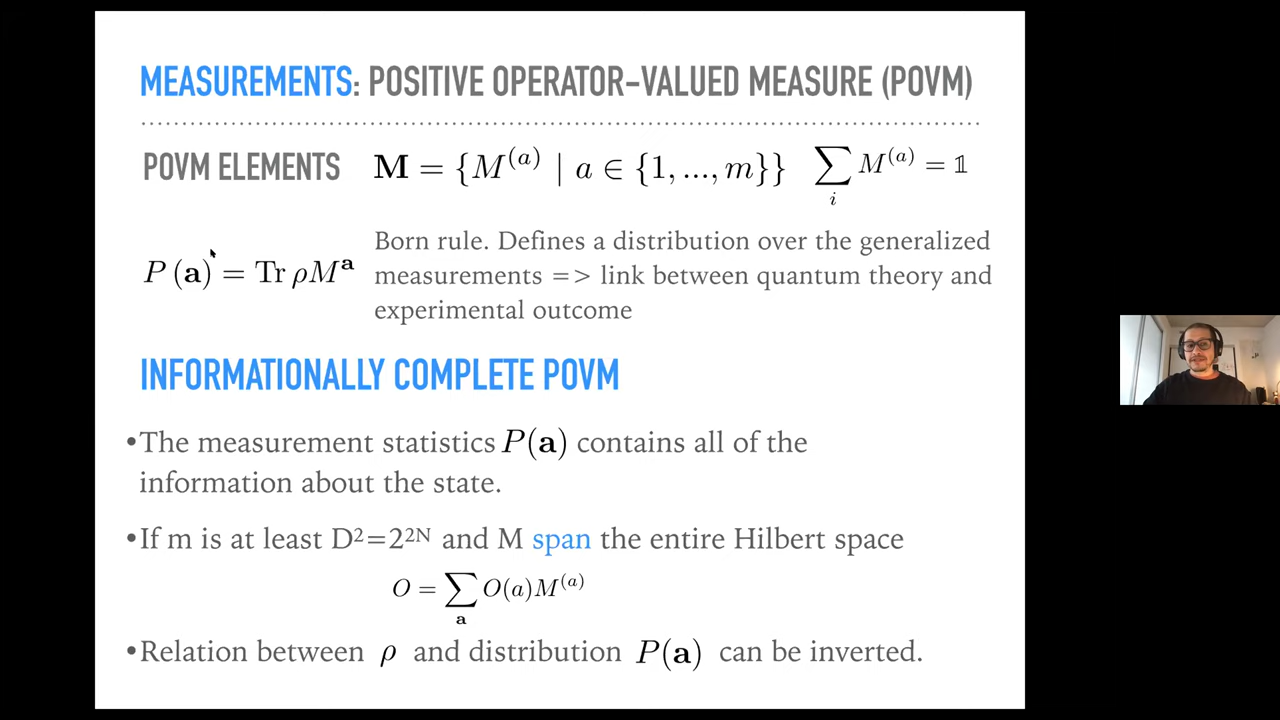 MEASUREMENTS: POSITIVE OPERATOR-VALUED MEASURE (POVM)
POVM ELEMENTS M = {M^(a) | a ∈ {1, ..., m}} ∑_i M^(a) = 𝟙
Born rule. Defines a distribution over the generalized
P(a) = Tr ρM^a measurements => link between quantum theory and
experimental outcome
INFORMATIONALLY COMPLETE POVM
•The measurement statistics P(a) contains all of the
information about the state.
•If m is at least D²=2²ᴺ and M span the entire Hilbert space
O = ∑_a O(a)M^(a)
•Relation between ρ and distribution P(a) can be inverted.